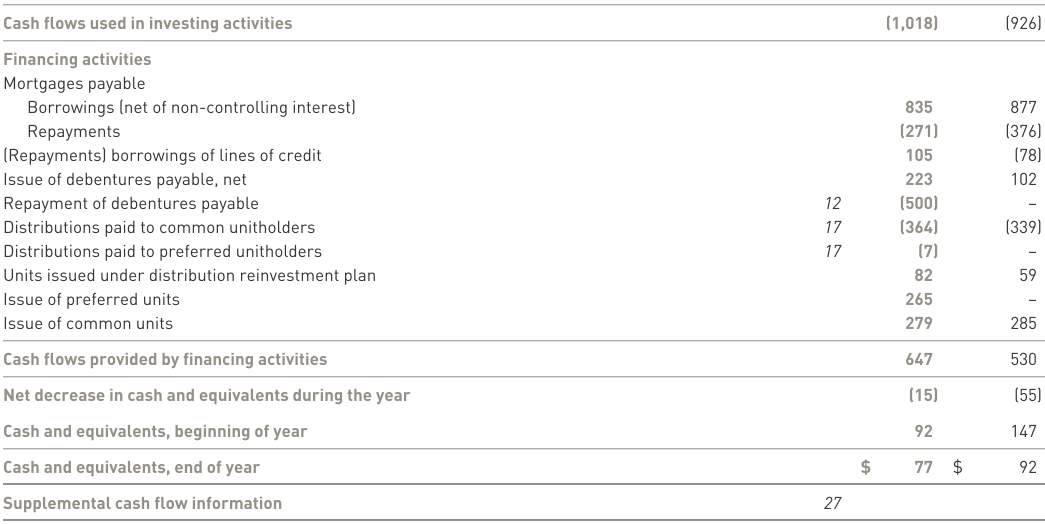 Cash flows used in investing activities (1,018) (926)
Financing activities
Mortgages payable
Borrowings (net of non-controlling interest) 835 877
Repayments (271) (376)
(Repayments) borrowings of lines of credit 105 (78)
Issue of debentures payable, net 223 102
Repayment of debentures payable 12 (500) –
Distributions paid to common unitholders 17 (364) (339)
Distributions paid to preferred unitholders 17 (7) –
Units issued under distribution reinvestment plan 82 59
Issue of preferred units 265 –
Issue of common units 279 285
Cash flows provided by financing activities 647 530
Net decrease in cash and equivalents during the year (15) (55)
Cash and equivalents, beginning of year 92 147
Cash and equivalents, end of year $ 77 $ 92
Supplemental cash flow information 27